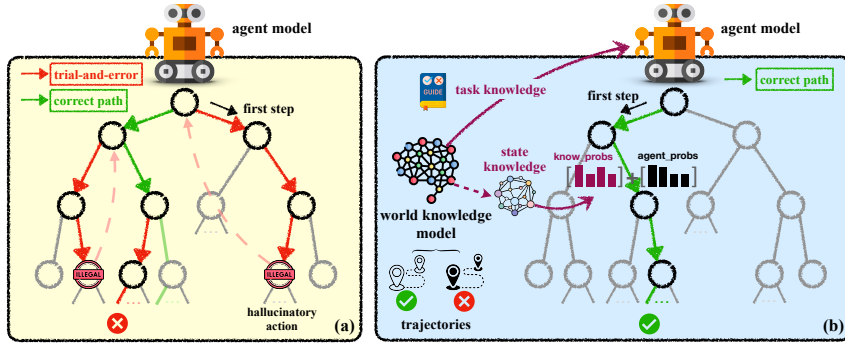 agent model
trial-and-error
correct path
first step
ILLEGAL
ILLEGAL
hallucinatory
action
(a)
agent model
correct path
GUIDE
task knowledge
first step
state
knowledge
know_probs
agent_probs
[ ] + [ ]
world knowledge
model
trajectories
(b)